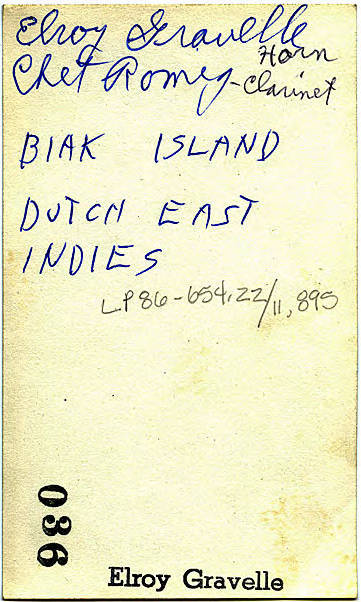 Elroy Gravelle
Horn
Chet Romey - Clarinet
BIAK ISLAND
DUTCH EAST
INDIES
LP86-654.22/11,895
036
Elroy Gravelle